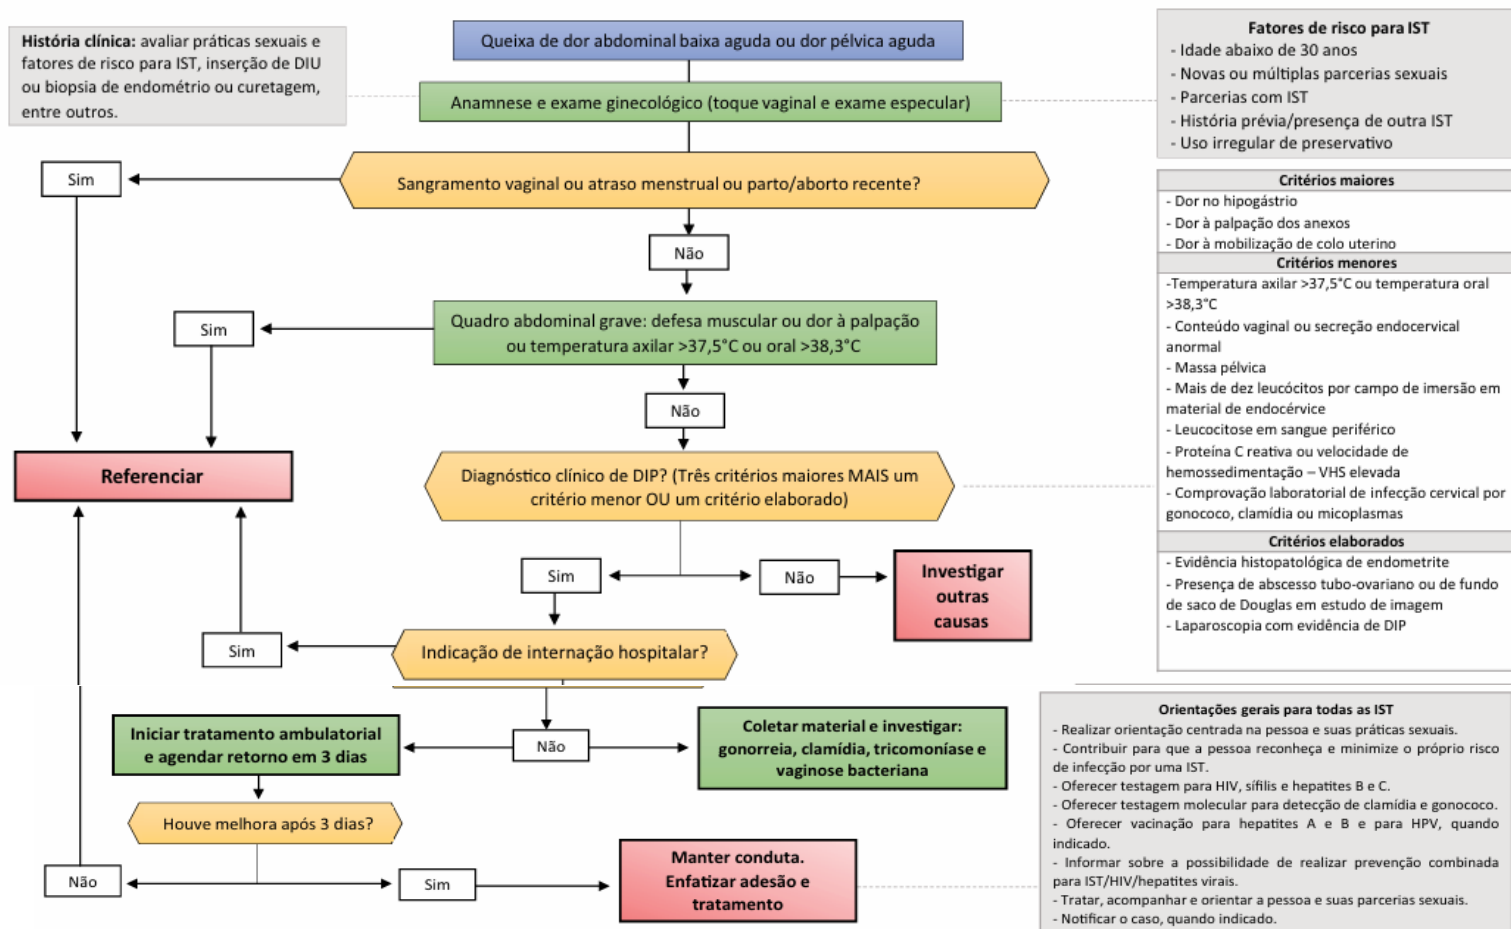 História clínica: avaliar práticas sexuais e
fatores de risco para IST, inserção de DIU
ou biopsia de endométrio ou curetagem,
entre outros.
Queixa de dor abdominal baixa aguda ou dor pélvica aguda
Anamnese e exame ginecológico (toque vaginal e exame especular)
Fatores de risco para IST
- Idade abaixo de 30 anos
- Novas ou múltiplas parcerias sexuais
- Parcerias com IST
- História prévia/presença de outra IST
- Uso irregular de preservativo
Sim
Sangramento vaginal ou atraso menstrual ou parto/aborto recente?
Não
Critérios maiores
- Dor no hipogástrio
- Dor à palpação dos anexos
- Dor à mobilização de colo uterino
Critérios menores
-Temperatura axilar >37,5°C ou temperatura oral
>38,3°C
- Conteúdo vaginal ou secreção endocervical
anormal
- Massa pélvica
- Mais de dez leucócitos por campo de imersão em
material de endocérvice
- Leucocitose em sangue periférico
- Proteína C reativa ou velocidade de
hemossedimentação – VHS elevada
- Comprovação laboratorial de infecção cervical por
gonococo, clamídia ou micoplasmas
Critérios elaborados
- Evidência histopatológica de endometrite
- Presença de abscesso tubo-ovariano ou de fundo
de saco de Douglas em estudo de imagem
- Laparoscopia com evidência de DIP
Sim
Quadro abdominal grave: defesa muscular ou dor à palpação
ou temperatura axilar >37,5°C ou oral >38,3°C
Não
Referenciar
Diagnóstico clínico de DIP? (Três critérios maiores MAIS um
critério menor OU um critério elaborado)
Sim
Não
Investigar
outras
causas
Sim
Indicação de internação hospitalar?
Iniciar tratamento ambulatorial
e agendar retorno em 3 dias
Não
Coletar material e investigar:
gonorreia, clamídia, tricomoníase e
vaginose bacteriana
Houve melhora após 3 dias?
Não
Sim
Manter conduta.
Enfatizar adesão e
tratamento
Orientações gerais para todas as IST
- Realizar orientação centrada na pessoa e suas práticas sexuais.
- Contribuir para que a pessoa reconheça e minimize o próprio risco
de infecção por uma IST.
- Oferecer testagem para HIV, sífilis e hepatites B e C.
- Oferecer testagem molecular para detecção de clamídia e gonococo.
- Oferecer vacinação para hepatites A e B e para HPV, quando
indicado.
- Informar sobre a possibilidade de realizar prevenção combinada
para IST/HIV/hepatites virais.
- Tratar, acompanhar e orientar a pessoa e suas parcerias sexuais.
- Notificar o caso, quando indicado.